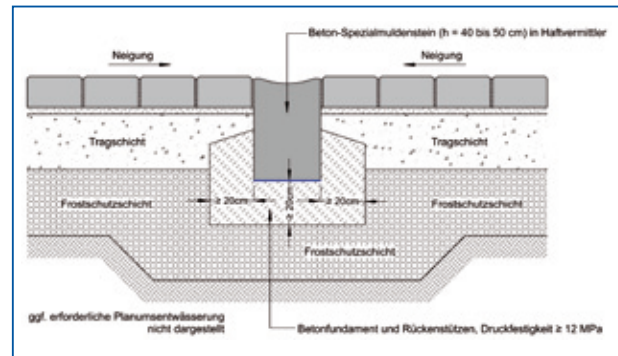 Beton-Spezialmuldenstein (h = 40 bis 50 cm) in Haftvermittler
Neigung
Neigung
Tragschicht
Tragschicht
≥ 20cm
≥ 20cm
≥ 20cm
Frostschutzschicht
Frostschutzschicht
Frostschutzschicht
ggf. erforderliche Planumsentwässerung
nicht dargestellt
Betonfundament und Rückenstützen, Druckfestigkeit ≥ 12 MPa